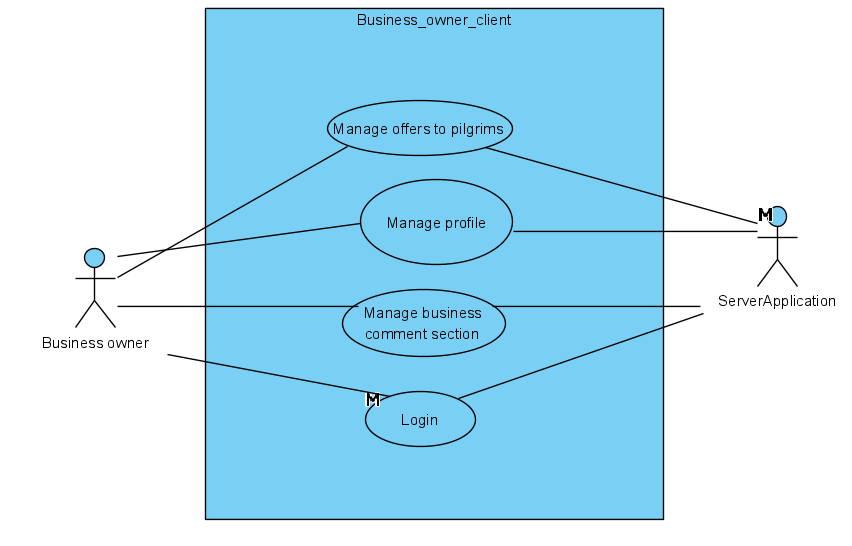 Business_owner_client
Manage offers to pilgrims
M
Manage profile
Business owner
ServerApplication
Manage business
comment section
M
Login